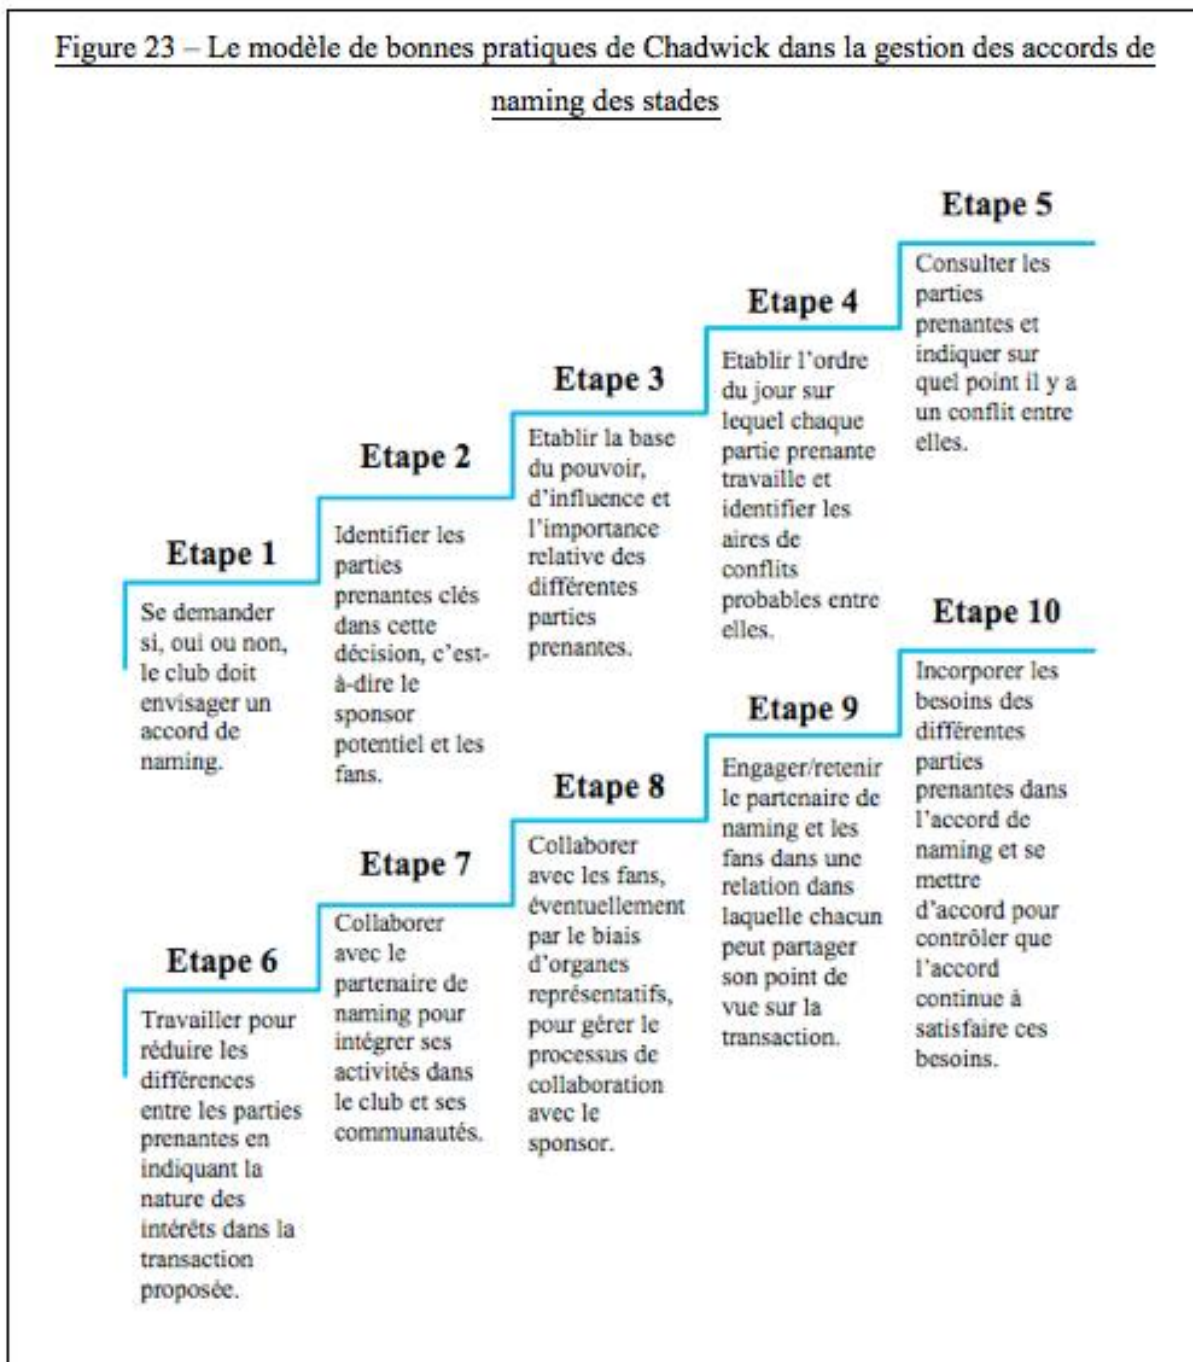 Figure 23 – Le modèle de bonnes pratiques de Chadwick dans la gestion des accords de
naming des stades
Etape 1
Se demander
si, oui ou non,
le club doit
envisager un
accord de
naming.
Etape 2
Identifier les
parties
prenantes clés
dans cette
décision, c’est-
à-dire le
sponsor
potentiel et les
fans.
Etape 3
Etablir la base
du pouvoir,
d’influence et
l’importance
relative des
différentes
parties
prenantes.
Etape 4
Etablir l’ordre
du jour sur
lequel chaque
partie prenante
travaille et
identifier les
aires de
conflits
probables entre
elles.
Etape 5
Consulter les
parties
prenantes et
indiquer sur
quel point il y a
un conflit entre
elles.
Etape 6
Travailler pour
réduire les
différences
entre les parties
prenantes en
indiquant la
nature des
intérêts dans la
transaction
proposée.
Etape 7
Collaborer
avec le
partenaire de
naming pour
intégrer ses
activités dans
le club et ses
communautés.
Etape 8
Collaborer
avec les fans,
éventuellement
par le biais
d’organes
représentatifs,
pour gérer le
processus de
collaboration
avec le
sponsor.
Etape 9
Engager/retenir
le partenaire de
naming et les
fans dans une
relation dans
laquelle chacun
peut partager
son point de
vue sur la
transaction.
Etape 10
Incorporer les
besoins des
différentes
parties
prenantes dans
l’accord de
naming et se
mettre
d’accord pour
contrôler que
l’accord
continue à
satisfaire ces
besoins.